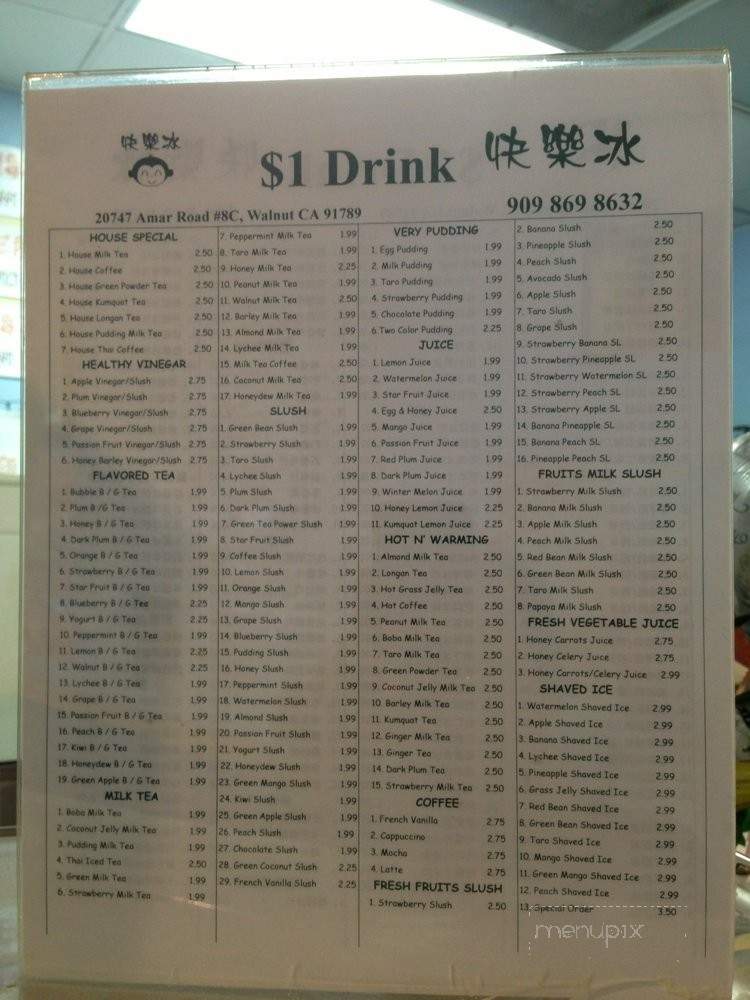 快樂冰
$1 Drink
快樂冰
20747 Amar Road #8C, Walnut CA 91789
909 869 8632
HOUSE SPECIAL
1. House Milk Tea 2.50
2. House Coffee 2.50
3. House Green Powder Tea 2.50
4. House Kumquat Tea 2.50
5. House Longan Tea 2.50
6. House Pudding Milk Tea 2.50
7. House Thai Coffee 2.50
HEALTHY VINEGAR
1. Apple Vinegar/Slush 2.75
2. Plum Vinegar/Slush 2.75
3. Blueberry Vinegar/Slush 2.75
4. Grape Vinegar/Slush 2.75
5. Passion Fruit Vinegar/Slush 2.75
6. Honey Barley Vinegar/Slush 2.75
FLAVORED TEA
1. Bubble B / G Tea 1.99
2. Plum B /G Tea 1.99
3. Honey B / G Tea 1.99
4. Dark Plum B / G Tea 1.99
5. Orange B / G Tea 1.99
6. Strawberry B / G Tea 1.99
7. Star Fruit B / G Tea 1.99
8. Blueberry B / G Tea 2.25
9. Yogurt B / G Tea 2.25
10. Peppermint B / G Tea 1.99
11. Lemon B / G Tea 2.25
12. Walnut B / G Tea 2.25
13. Lychee B / G Tea 1.99
14. Grape B / G Tea 1.99
15. Passion Fruit B / G Tea 1.99
16. Peach B / G Tea 1.99
17. Kiwi B / G Tea 1.99
18. Honeydew B / G Tea 1.99
19. Green Apple B / G Tea 1.99
MILK TEA
1. Boba Milk Tea 1.99
2. Coconut Jelly Milk Tea 1.99
3. Pudding Milk Tea 1.99
4. Thai Iced Tea 2.50
5. Green Milk Tea 1.99
6. Strawberry Milk Tea 1.99
7. Peppermint Milk Tea 1.99
8. Taro Milk Tea 1.99
9. Honey Milk Tea 2.25
10. Peanut Milk Tea 1.99
11. Walnut Milk Tea 2.50
12. Barley Milk Tea 1.99
13. Almond Milk Tea 1.99
14. Lychee Milk Tea 1.99
15. Milk Tea Coffee 2.50
16. Coconut Milk Tea 2.50
17. Honeydew Milk Tea 1.99
SLUSH
1. Green Bean Slush 1.99
2. Strawberry Slush 1.99
3. Taro Slush 1.99
4. Lychee Slush 1.99
5. Plum Slush 1.99
6. Dark Plum Slush 1.99
7. Green Tea Power Slush 1.99
8. Star Fruit Slush 1.99
9. Coffee Slush 1.99
10. Lemon Slush 1.99
11. Orange Slush 1.99
12. Mango Slush 1.99
13. Grape Slush 1.99
14. Blueberry Slush 1.99
15. Pudding Slush 1.99
16. Honey Slush 1.99
17. Peppermint Slush 1.99
18. Watermelon Slush 1.99
19. Almond Slush 1.99
20. Passion Fruit Slush 1.99
21. Yogurt Slush 1.99
22. Honeydew Slush 1.99
23. Green Mango Slush 1.99
24. Kiwi Slush 1.99
25. Green Apple Slush 1.99
26. Peach Slush 1.99
27. Chocolate Slush 1.99
28. Green Coconut Slush 2.25
29. French Vanilla Slush 2.25
VERY PUDDING
1. Egg Pudding 1.99
2. Milk Pudding 1.99
3. Taro Pudding 1.99
4. Strawberry Pudding 1.99
5. Chocolate Pudding 1.99
6. Two Color Pudding 2.25
JUICE
1. Lemon Juice 1.99
2. Watermelon Juice 1.99
3. Star Fruit Juice 1.99
4. Egg & Honey Juice 2.50
5. Mango Juice 1.99
6. Passion Fruit Juice 1.99
7. Red Plum Juice 1.99
8. Dark Plum Juice 1.99
9. Winter Melon Juice 1.99
10. Honey Lemon Juice 2.25
11. Kumquat Lemon Juice 2.25
HOT N' WARMING
1. Almond Milk Tea 2.50
2. Longan Tea 2.50
3. Hot Grass Jelly Tea 2.50
4. Hot Coffee 2.50
5. Peanut Milk Tea 2.50
6. Boba Milk Tea 2.50
7. Taro Milk Tea 2.50
8. Green Powder Tea 2.50
9. Coconut Jelly Milk Tea 2.50
10. Barley Milk Tea 2.50
11. Kumquat Tea 2.50
12. Ginger Milk Tea 2.50
13. Ginger Tea 2.50
14. Dark Plum Tea 2.50
15. Strawberry Milk Tea 2.50
COFFEE
1. French Vanilla 2.75
2. Cappuccino 2.75
3. Mocha 2.75
4. Latte 2.75
FRESH FRUITS SLUSH
1. Strawberry Slush 2.50
2. Banana Slush 2.50
3. Pineapple Slush 2.50
4. Peach Slush 2.50
5. Avocado Slush 2.50
6. Apple Slush 2.50
7. Taro Slush 2.50
8. Grape Slush 2.50
9. Strawberry Banana SL 2.50
10. Strawberry Pineapple SL 2.50
11. Strawberry Watermelon SL 2.50
12. Strawberry Peach SL 2.50
13. Strawberry Apple SL 2.50
14. Banana Pineapple SL 2.50
15. Banana Peach SL 2.50
16. Pineapple Peach SL 2.50
FRUITS MILK SLUSH
1. Strawberry Milk Slush 2.50
2. Banana Milk Slush 2.50
3. Apple Milk Slush 2.50
4. Peach Milk Slush 2.50
5. Red Bean Milk Slush 2.50
6. Green Bean Milk Slush 2.50
7. Taro Milk Slush 2.50
8. Papaya Milk Slush 2.50
FRESH VEGETABLE JUICE
1. Honey Carrots Juice 2.75
2. Honey Celery Juice 2.75
3. Honey Carrots/Celery Juice 2.99
SHAVED ICE
1. Watermelon Shaved Ice 2.99
2. Apple Shaved Ice 2.99
3. Banana Shaved Ice 2.99
4. Lychee Shaved Ice 2.99
5. Pineapple Shaved Ice 2.99
6. Grass Jelly Shaved Ice 2.99
7. Red Bean Shaved Ice 2.99
8. Green Bean Shaved Ice 2.99
9. Taro Shaved Ice 2.99
10. Mango Shaved Ice 2.99
11. Green Mango Shaved Ice 2.99
12. Peach Shaved Ice 2.99
13. Special Order 3.50
menupix